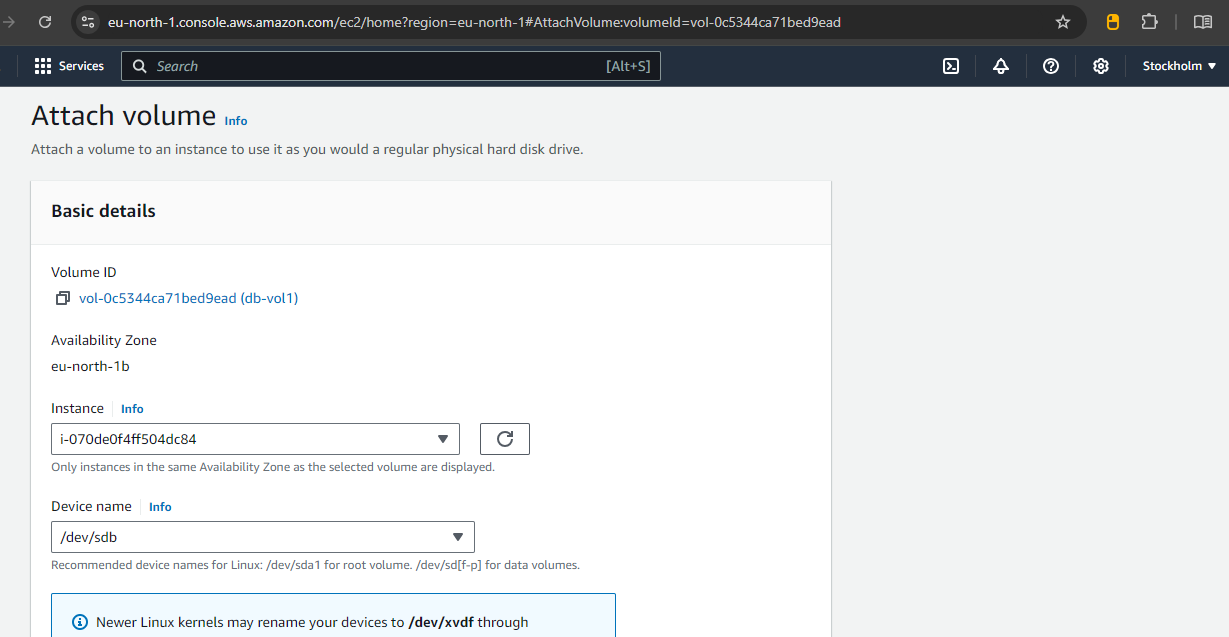 eu-north-1.console.aws.amazon.com/ec2/home?region=eu-north-1#AttachVolume:volumeId=vol-0c5344ca71bed9ead
Services Search [Alt+S] Stockholm
Attach volume Info
Attach a volume to an instance to use it as you would a regular physical hard disk drive.
Basic details
Volume ID
vol-0c5344ca71bed9ead (db-vol1)
Availability Zone
eu-north-1b
Instance Info
i-070de0f4ff504dc84
Only instances in the same Availability Zone as the selected volume are displayed.
Device name Info
/dev/sdb
Recommended device names for Linux: /dev/sda1 for root volume. /dev/sd[f-p] for data volumes.
Newer Linux kernels may rename your devices to /dev/xvdf through